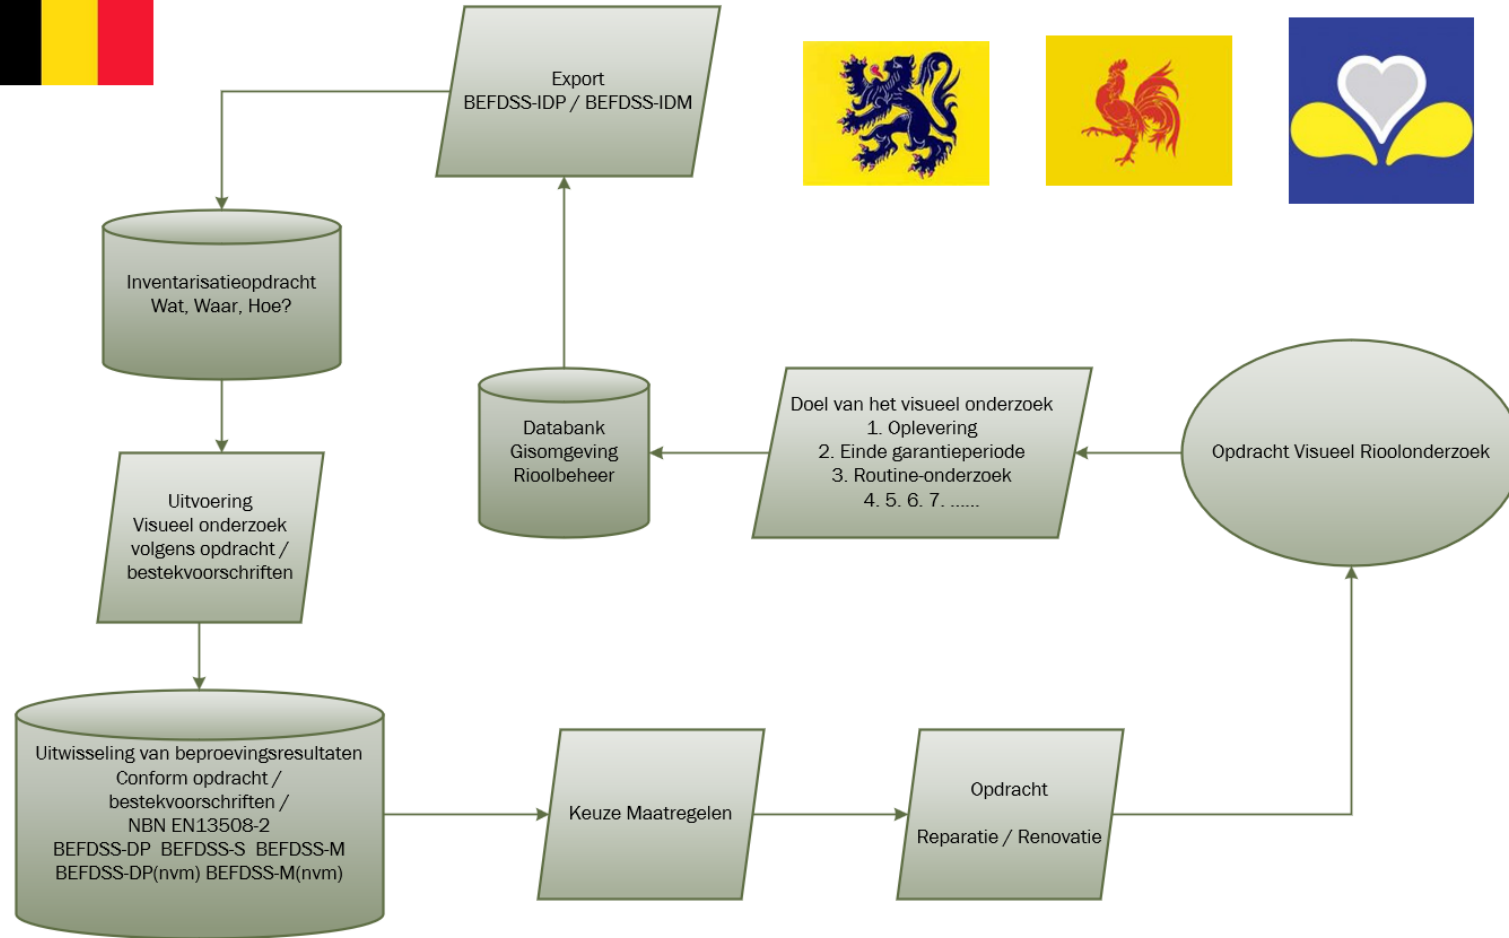 Export
BEFDSS-IDP / BEFDSS-IDM
Inventarisatieopdracht
Wat, Waar, Hoe?
Databank
Gisomgeving
Rioolbeheer
Doel van het visueel onderzoek
1. Oplevering
2. Einde garantieperiode
3. Routine-onderzoek
4. 5. 6. 7. ......
Opdracht Visueel Rioolonderzoek
Uitvoering
Visueel onderzoek
volgens opdracht /
bestekvoorschriften
Uitwisseling van beproevingsresultaten
Conform opdracht /
bestekvoorschriften /
NBN EN13508-2
BEFDSS-DP BEFDSS-S BEFDSS-M
BEFDSS-DP(nvm) BEFDSS-M(nvm)
Keuze Maatregelen
Opdracht
Reparatie / Renovatie